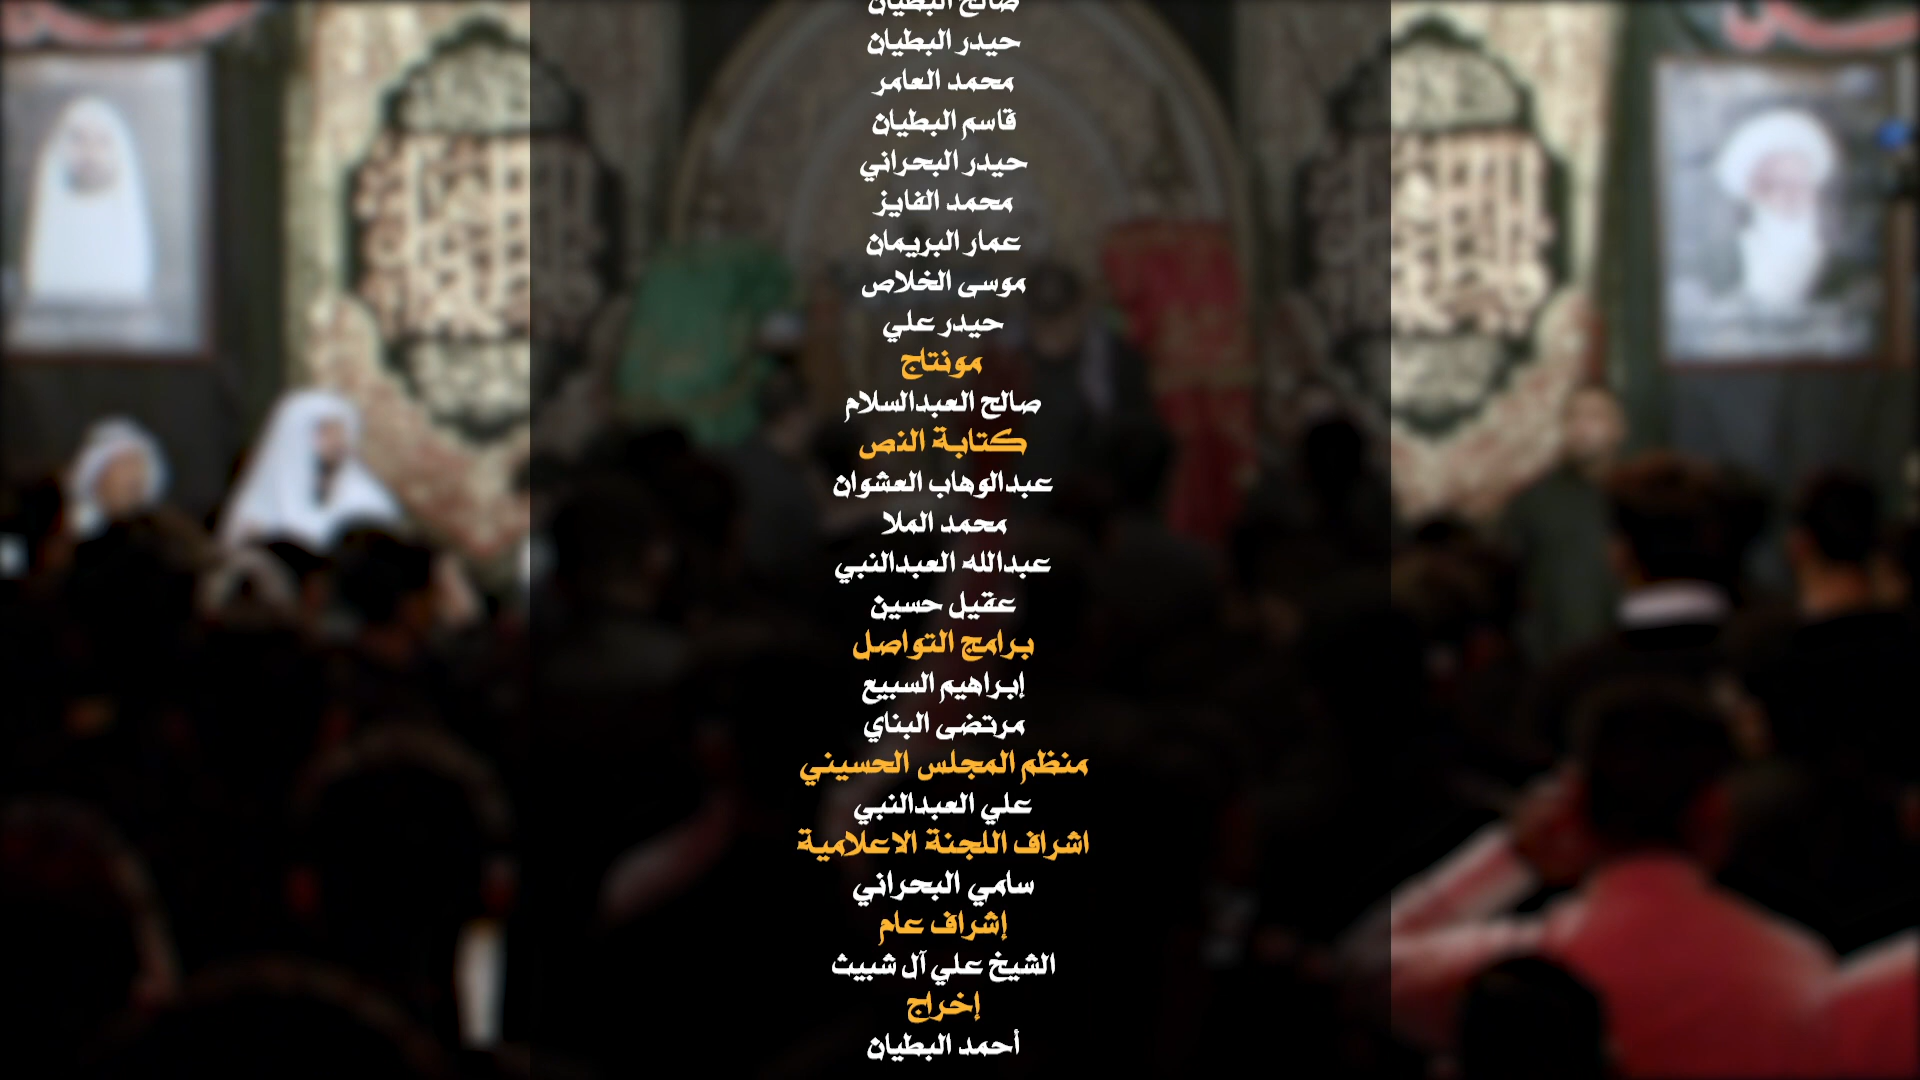 صالح البطيان
حيدر البطيان
محمد العامر
قاسم البطيان
حيدر البحراني
محمد الفايز
عمار البريمان
موسى الخلاص
حيدر علي
مونتاج
صالح العبدالسلام
كتابة النص
عبدالوهاب العشوان
محمد الملا
عبدالله العبدالنبي
عقيل حسين
برامج التواصل
إبراهيم السبيع
مرتضى البناي
منظم المجلس الحسيني
علي العبدالنبي
اشراف اللجنة الاعلامية
سامي البحراني
إشراف عام
الشيخ علي آل شبيث
إخراج
أحمد البطيان